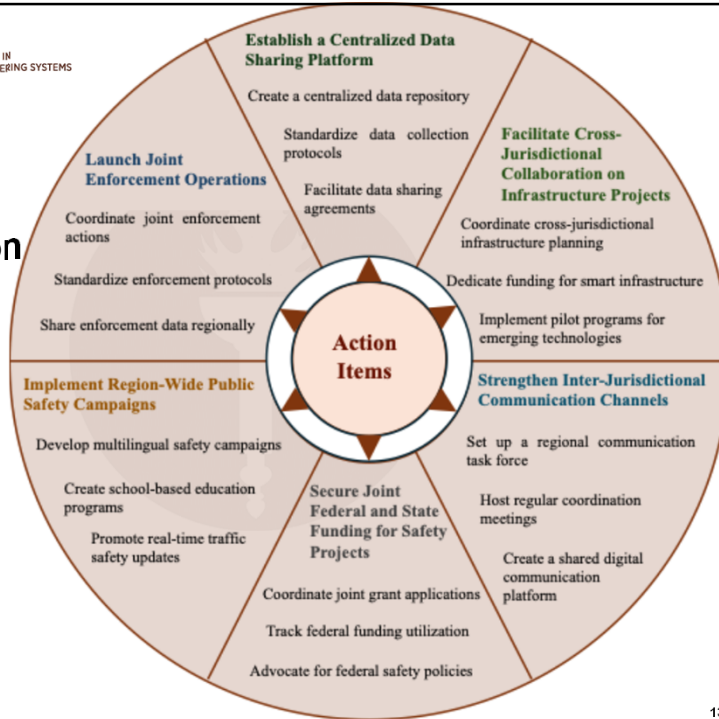 IN
ERING SYSTEMS
on
Establish a Centralized Data
Sharing Platform
Create a centralized data repository
Standardize data collection
protocols
Facilitate data sharing
agreements
Facilitate Cross-
Jurisdictional
Collaboration on
Infrastructure Projects
Coordinate cross-jurisdictional
infrastructure planning
Dedicate funding for smart infrastructure
Implement pilot programs for
emerging technologies
Strengthen Inter-Jurisdictional
Communication Channels
Set up a regional communication
task force
Host regular coordination
meetings
Create a shared digital
communication
platform
Secure Joint
Federal and State
Funding for Safety
Projects
Coordinate joint grant applications
Track federal funding utilization
Advocate for federal safety policies
Implement Region-Wide Public
Safety Campaigns
Develop multilingual safety campaigns
Create school-based education
programs
Promote real-time traffic
safety updates
Launch Joint
Enforcement Operations
Coordinate joint enforcement
actions
Standardize enforcement protocols
Share enforcement data regionally
Action
Items